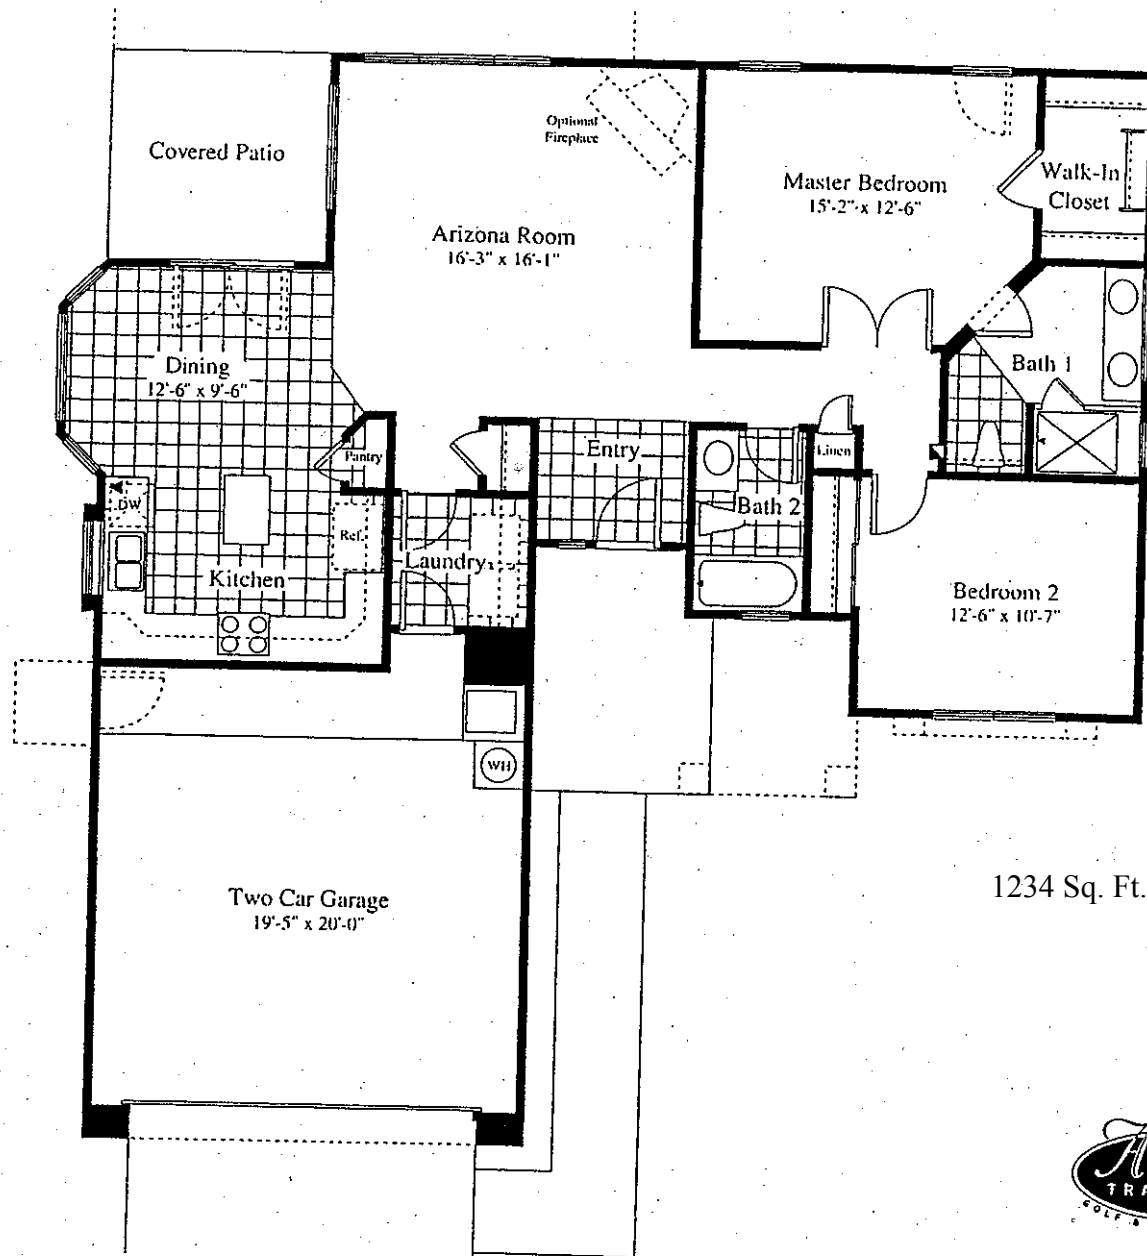 Optional
Fireplace
Covered Patio
Master Bedroom
15'-2" x 12'-6"
Walk-In
Closet
Arizona Room
16'-3" x 16'-1"
Dining
12'-6" x 9'-6"
Bath 1
Pantry
Entry
Linen
DW
Ref.
Bath 2
Laundry
Kitchen
Bedroom 2
12'-6" x 10'-7"
WH
Two Car Garage
19'-5" x 20'-0"
1234 Sq. Ft.
TRA
GOLF